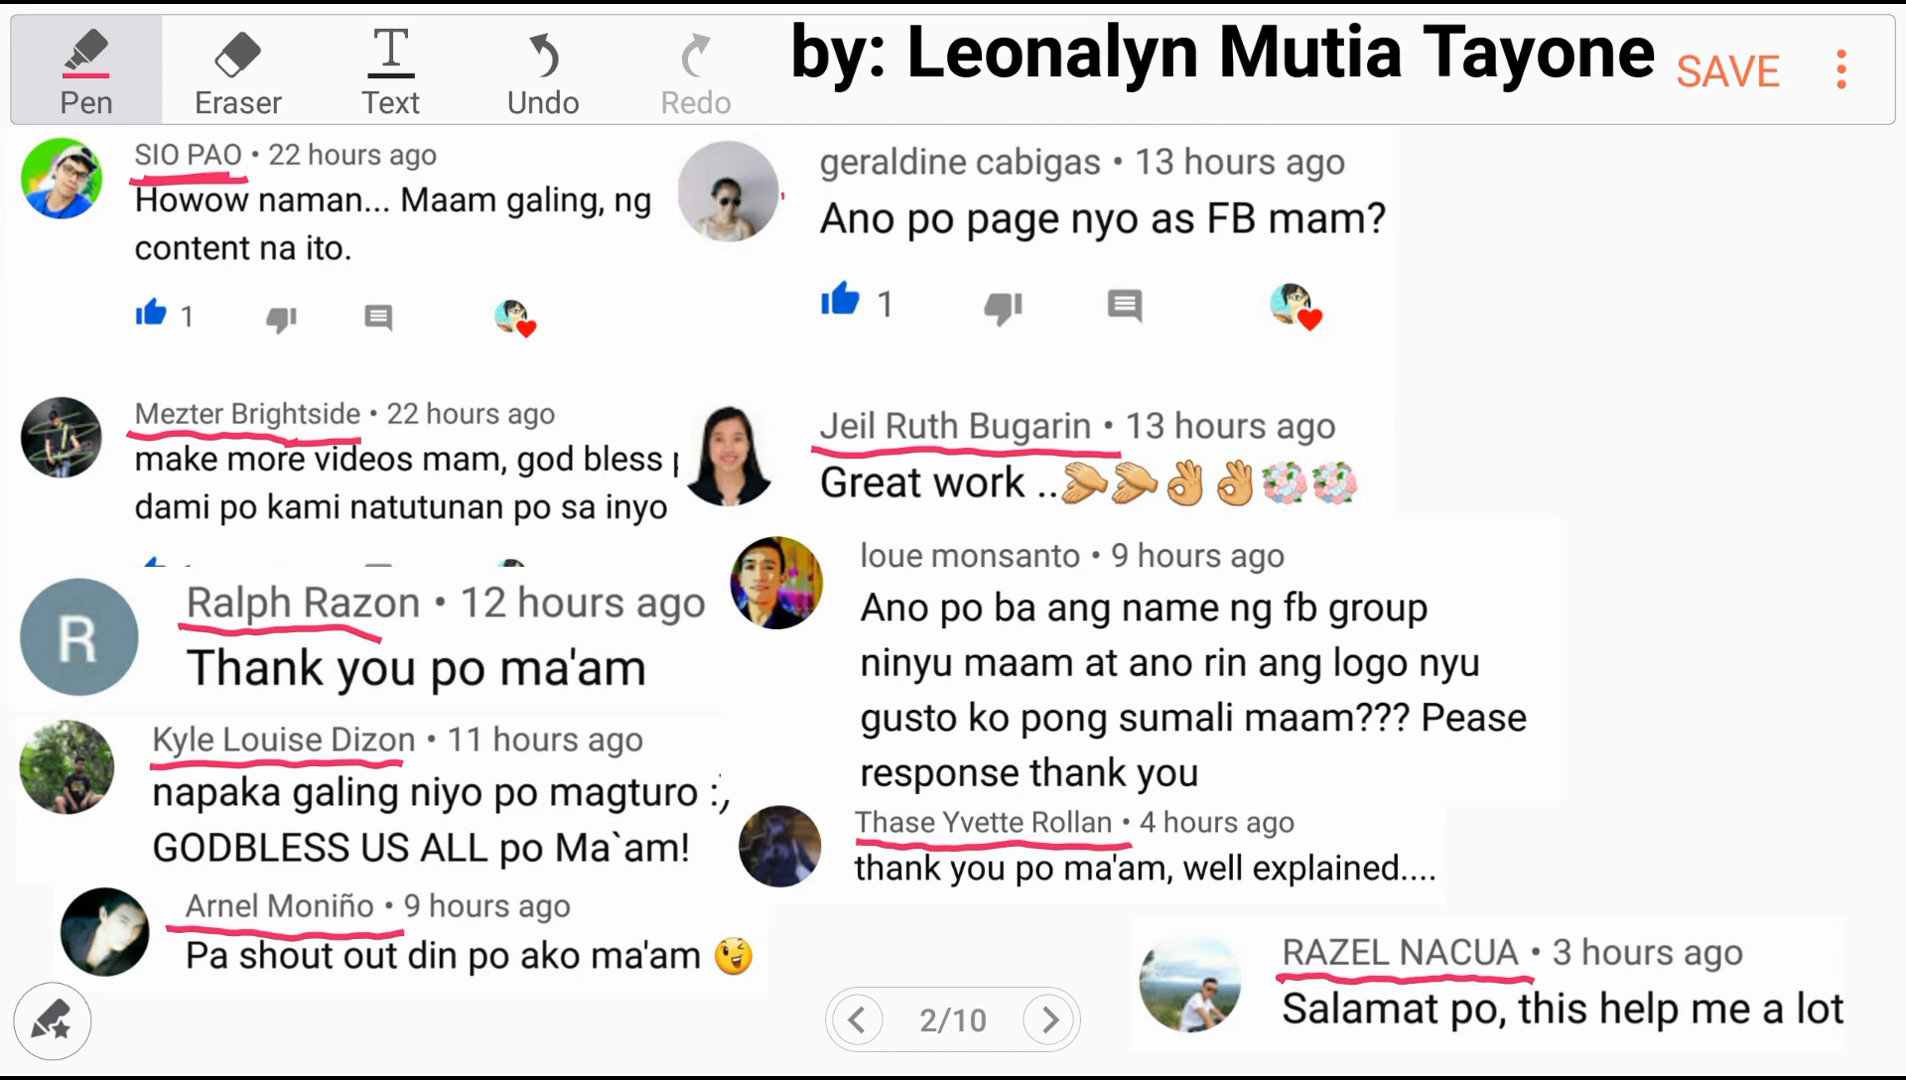 Pen
Eraser
Text
Undo
Redo
by: Leonalyn Mutia Tayone
SAVE
SIO PAO • 22 hours ago
Howow naman... Maam galing, ng
content na ito.
1
Mezter Brightside • 22 hours ago
make more videos mam, god bless
dami po kami natutunan po sa inyo
R
Ralph Razon • 12 hours ago
Thank you po ma'am
Kyle Louise Dizon • 11 hours ago
napaka galing niyo po magturo :,
GODBLESS US ALL po Ma`am!
Arnel Moniño • 9 hours ago
Pa shout out din po ako ma'am 😉
geraldine cabigas • 13 hours ago
Ano po page nyo as FB mam?
1
Jeil Ruth Bugarin • 13 hours ago
Great work ..👏👏👌👌💐💐
loue monsanto • 9 hours ago
Ano po ba ang name ng fb group
ninyu maam at ano rin ang logo nyu
gusto ko pong sumali maam??? Pease
response thank you
Thase Yvette Rollan • 4 hours ago
thank you po ma'am, well explained....
RAZEL NACUA • 3 hours ago
Salamat po, this help me a lot
2/10